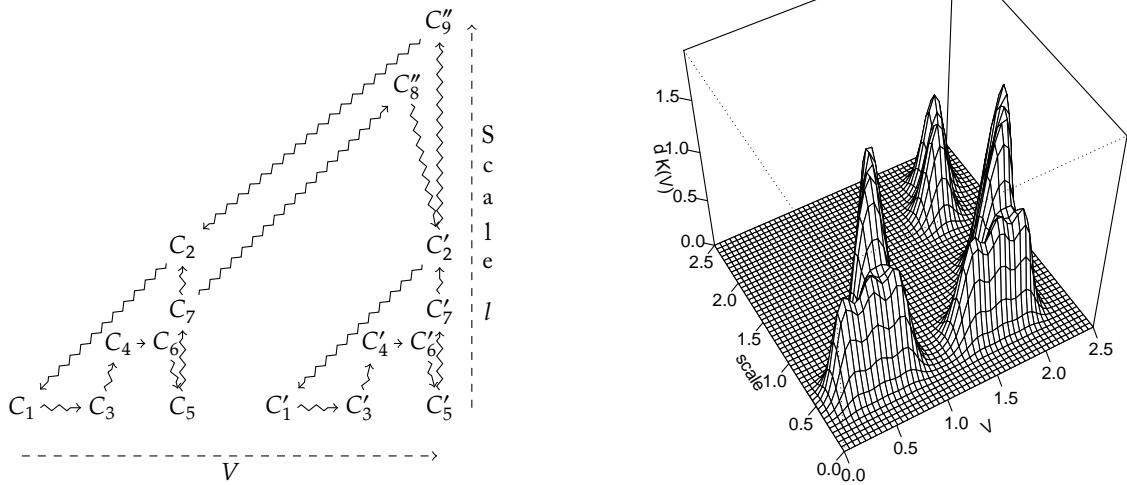 C″₉
C″₈
C₂ C′₂
C₇ C′₇
C₄ C₆ C′₄ C′₆
C₁ C₃ C₅ C′₁ C′₃ C′₅
V
S
c
a
l
e
l
1.5
1.0
0.5
0.0
d K(V)
2.5
2.0
1.5
1.0
0.5
0.0
scale
0.0
0.5
1.0
1.5
2.0
2.5
V